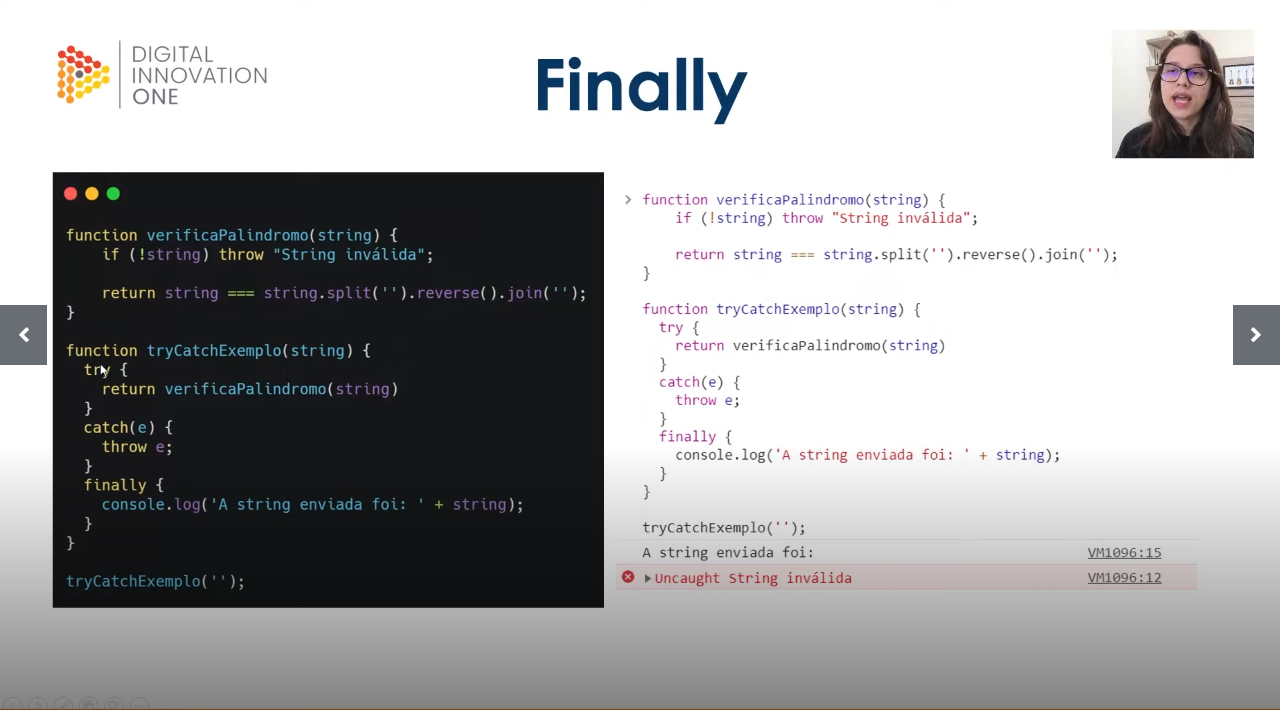 DIGITAL
INNOVATION
ONE
Finally
function verificaPalindromo(string) {
if (!string) throw "String inválida";
return string === string.split('').reverse().join('');
}
function tryCatchExemplo(string) {
try {
return verificaPalindromo(string)
}
catch(e) {
throw e;
}
finally {
console.log('A string enviada foi: ' + string);
}
}
tryCatchExemplo('');
function verificaPalindromo(string) {
if (!string) throw "String inválida";
return string === string.split('').reverse().join('');
}
function tryCatchExemplo(string) {
try {
return verificaPalindromo(string)
}
catch(e) {
throw e;
}
finally {
console.log('A string enviada foi: ' + string);
}
}
tryCatchExemplo('');
A string enviada foi: VM1096:15
Uncaught String inválida VM1096:12